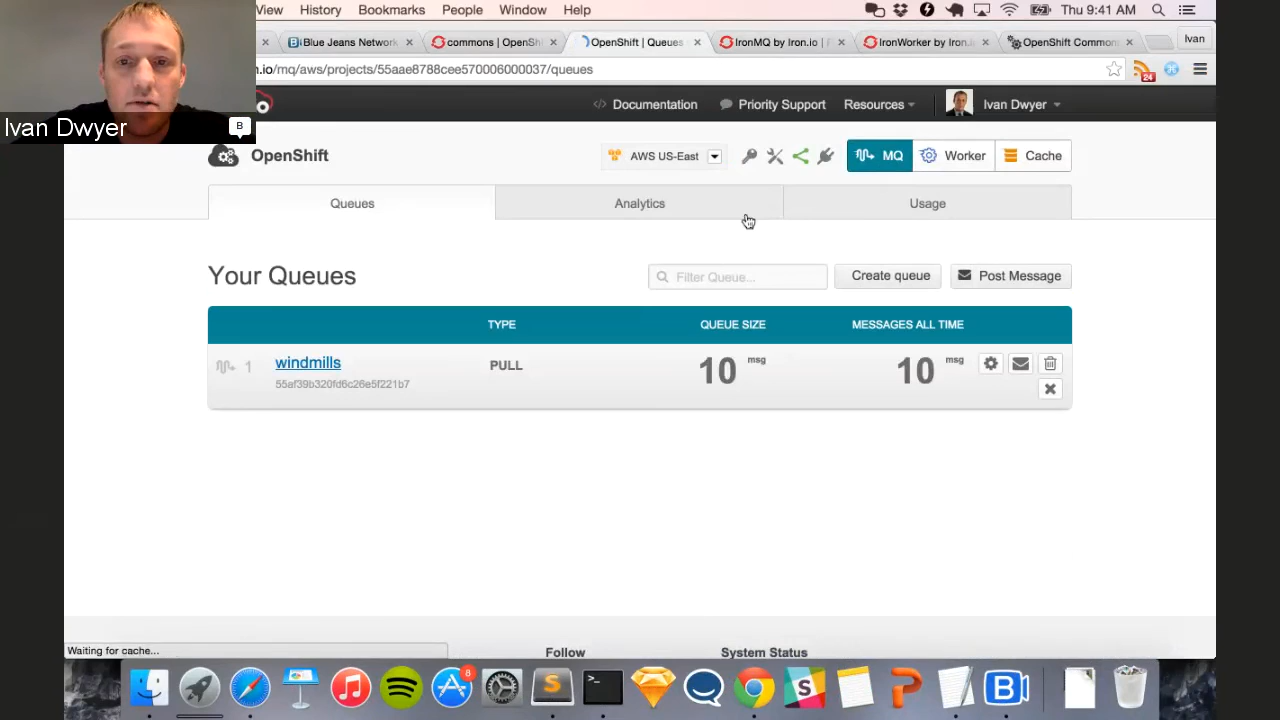 View History Bookmarks People Window Help Thu 9:41 AM
Blue Jeans Network commons | OpenShi OpenShift | Queues IronMQ by Iron.io | IronWorker by Iron. OpenShift Common Ivan
n.io/mq/aws/projects/55aae8788cee570006000037/queues 24
Ivan Dwyer B
Documentation Priority Support Resources Ivan Dwyer
OpenShift AWS US-East MQ Worker Cache
Queues Analytics Usage
Your Queues Filter Queue... Create queue Post Message
TYPE QUEUE SIZE MESSAGES ALL TIME
1 windmills PULL 10 msg 10 msg
55af39b320fd6c26e5f221b7
Waiting for cache... Follow System Status
8